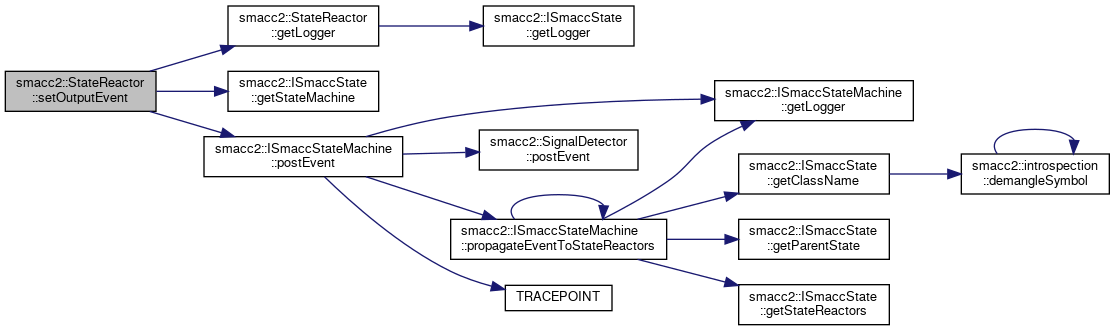 smacc2::StateReactor
::setOutputEvent
smacc2::StateReactor
::getLogger
smacc2::ISmaccState
::getLogger
smacc2::ISmaccState
::getStateMachine
smacc2::ISmaccStateMachine
::postEvent
smacc2::ISmaccStateMachine
::getLogger
smacc2::SignalDetector
::postEvent
smacc2::ISmaccStateMachine
::propagateEventToStateReactors
smacc2::ISmaccState
::getClassName
smacc2::introspection
::demangleSymbol
smacc2::ISmaccState
::getParentState
smacc2::ISmaccState
::getStateReactors
TRACEPOINT